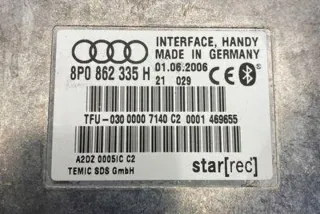 INTERFACE, HANDY
MADE IN GERMANY
8P0 862 335 H
01.06.2006
21 029
CE
TFU-030 0000 7140 C2 0001 469655
A2D2 00051C C2
TEMIC SDS GmbH
star[rec]